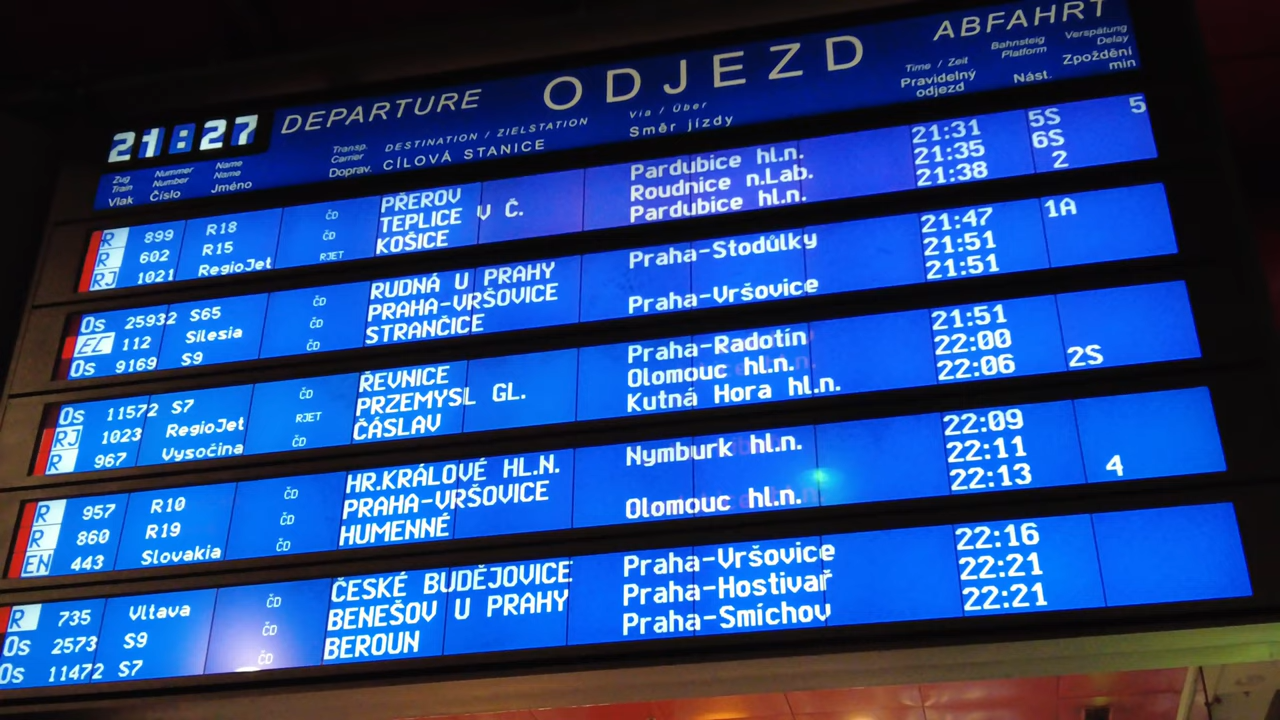 21:27 DEPARTURE ODJEZD ABFAHRT
Zug Train Vlak Nummer Number Číslo Name Name Jméno Transp. Carrier Doprav. DESTINATION / ZIELSTATION CÍLOVÁ STANICE Via / Über Směr jízdy Time / Zeit Pravidelný odjezd Bahnsteig Platform Nást. Verspätung Delay Zpoždění min
R 899 R18 ČD PŘEROV Pardubice hl.n. 21:31 5S 5
R 602 R15 ČD TEPLICE V Č. Roudnice n.Lab. 21:35 6S
RJ 1021 RegioJet RJET KOŠICE Pardubice hl.n. 21:38 2
Os 25932 S65 ČD RUDNÁ U PRAHY Praha-Stodůlky 21:47 1A
EC 112 Silesia ČD PRAHA-VRŠOVICE 21:51
Os 9169 S9 ČD STRANČICE Praha-Vršovice 21:51
Os 11572 S7 ČD ŘEVNICE Praha-Radotín 21:51
RJ 1023 RegioJet RJET PRZEMYSL GL. Olomouc hl.n. 22:00
R 967 Vysočina ČD ČÁSLAV Kutná Hora hl.n. 22:06 2S
R 957 R10 ČD HR.KRÁLOVÉ HL.N. Nymburk hl.n. 22:09
R 860 R19 ČD PRAHA-VRŠOVICE 22:11
EN 443 Slovakia ČD HUMENNÉ Olomouc hl.n. 22:13 4
R 735 Vltava ČD ČESKÉ BUDĚJOVICE Praha-Vršovice 22:16
Os 2573 S9 ČD BENEŠOV U PRAHY Praha-Hostivař 22:21
Os 11472 S7 ČD BEROUN Praha-Smíchov 22:21